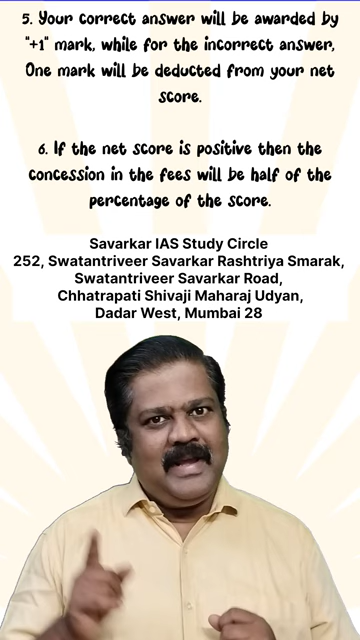 5. Your correct answer will be awarded by
"+1" mark, while for the incorrect answer,
One mark will be deducted from your net
score.
6. If the net score is positive then the
concession in the fees will be half of the
percentage of the score.
Savarkar IAS Study Circle
252, Swatantriveer Savarkar Rashtriya Smarak,
Swatantriveer Savarkar Road,
Chhatrapati Shivaji Maharaj Udyan,
Dadar West, Mumbai 28